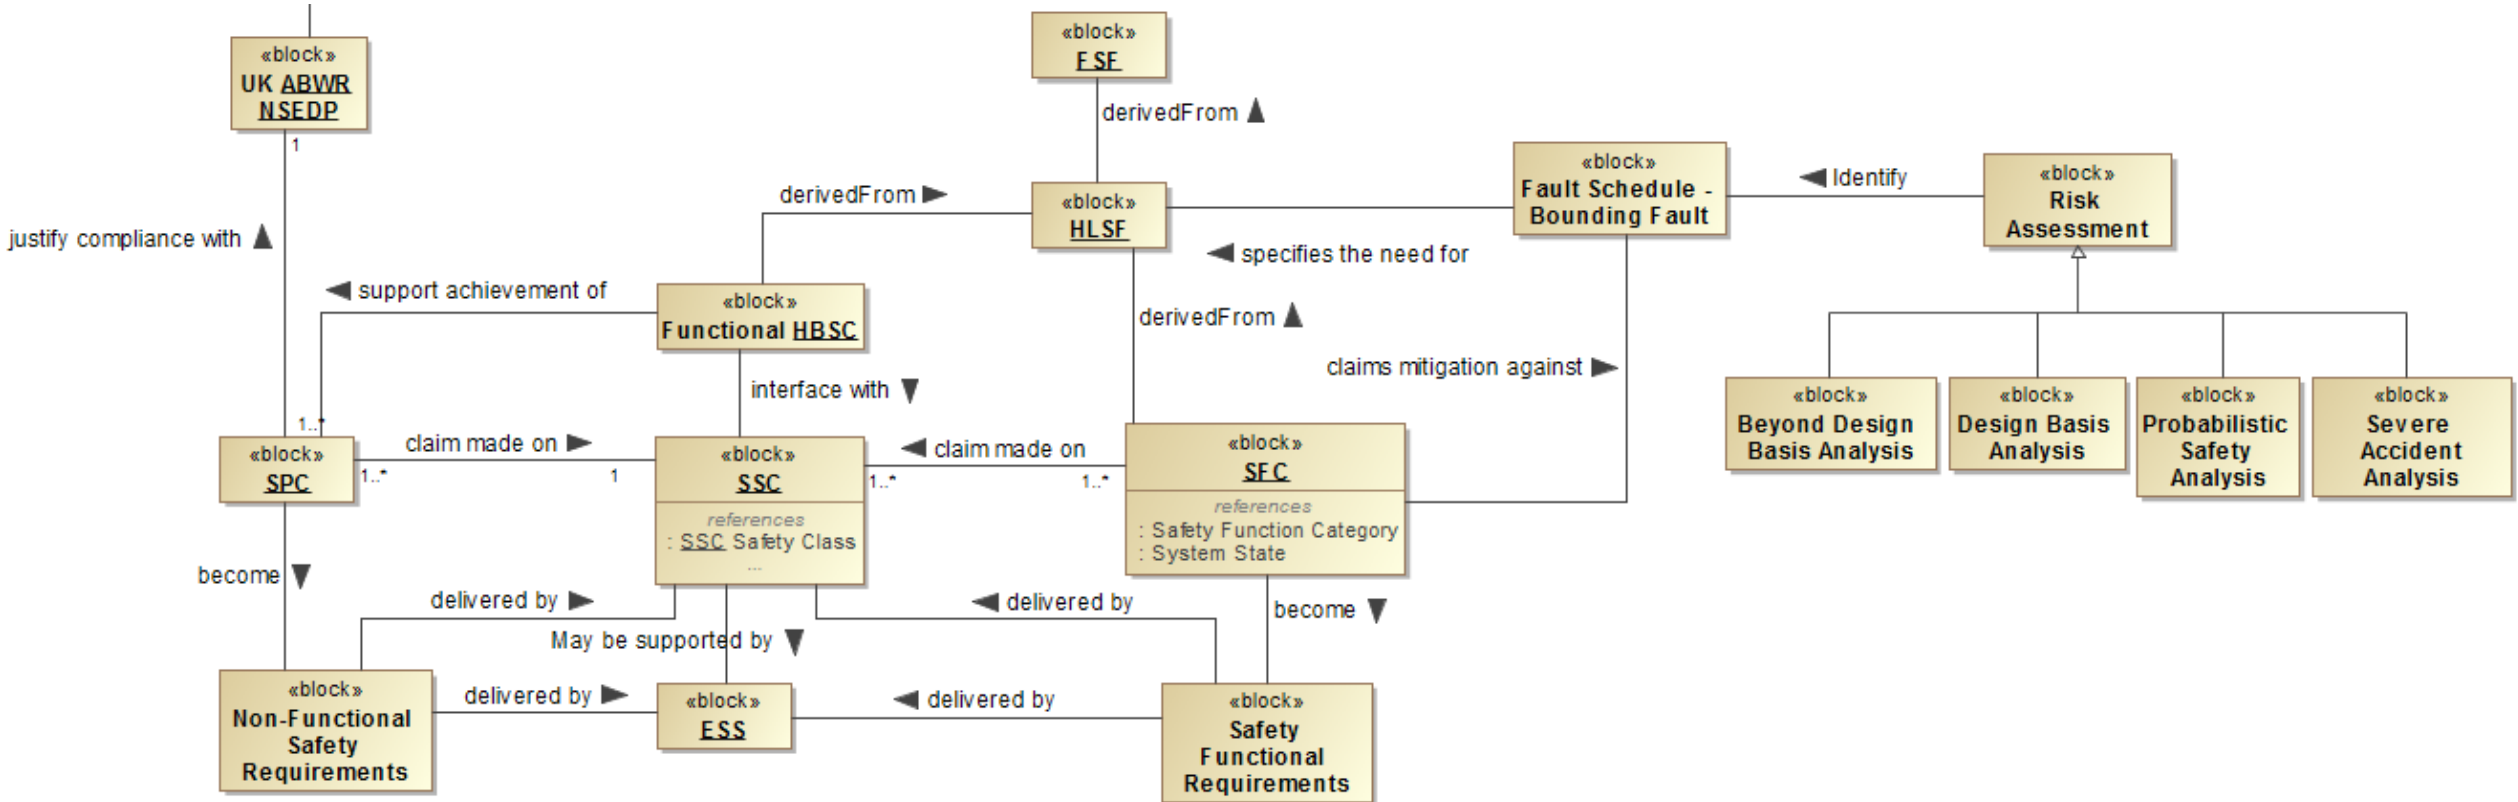 «block»
UK ABWR
NSEDP
1
justify compliance with
«block»
FSF
derivedFrom
«block»
HLSF
derivedFrom
«block»
Fault Schedule -
Bounding Fault
Identify
«block»
Risk
Assessment
specifies the need for
support achievement of
«block»
Functional HBSC
derivedFrom
claims mitigation against
interface with
«block»
Beyond Design
Basis Analysis
«block»
Design Basis
Analysis
«block»
Probabilistic
Safety
Analysis
«block»
Severe
Accident
Analysis
1..*
«block»
SPC
claim made on
1..*
1
«block»
SSC
references
: SSC Safety Class
...
claim made on
1..*
1..*
«block»
SFC
references
: Safety Function Category
: System State
become
delivered by
May be supported by
delivered by
become
«block»
Non-Functional
Safety
Requirements
delivered by
«block»
ESS
delivered by
«block»
Safety
Functional
Requirements